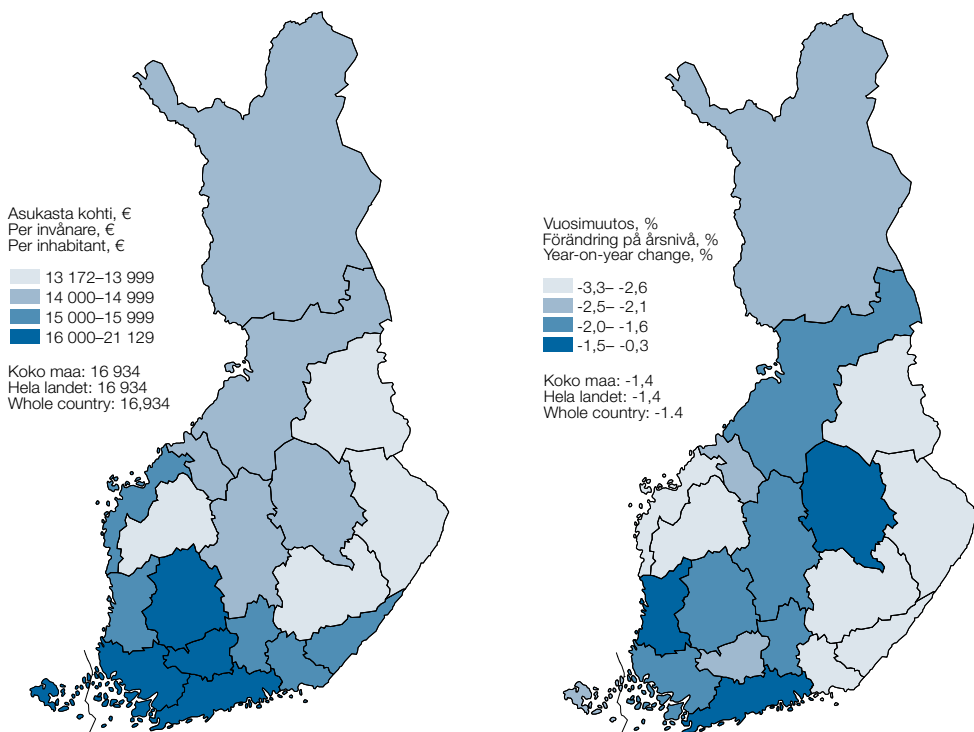 Asukasta kohti, €
Per invånare, €
Per inhabitant, €
13 172–13 999
14 000–14 999
15 000–15 999
16 000–21 129
Koko maa: 16 934
Hela landet: 16 934
Whole country: 16,934
Vuosimuutos, %
Förändring på årsnivå, %
Year-on-year change, %
-3,3– -2,6
-2,5– -2,1
-2,0– -1,6
-1,5– -0,3
Koko maa: -1,4
Hela landet: -1,4
Whole country: -1.4